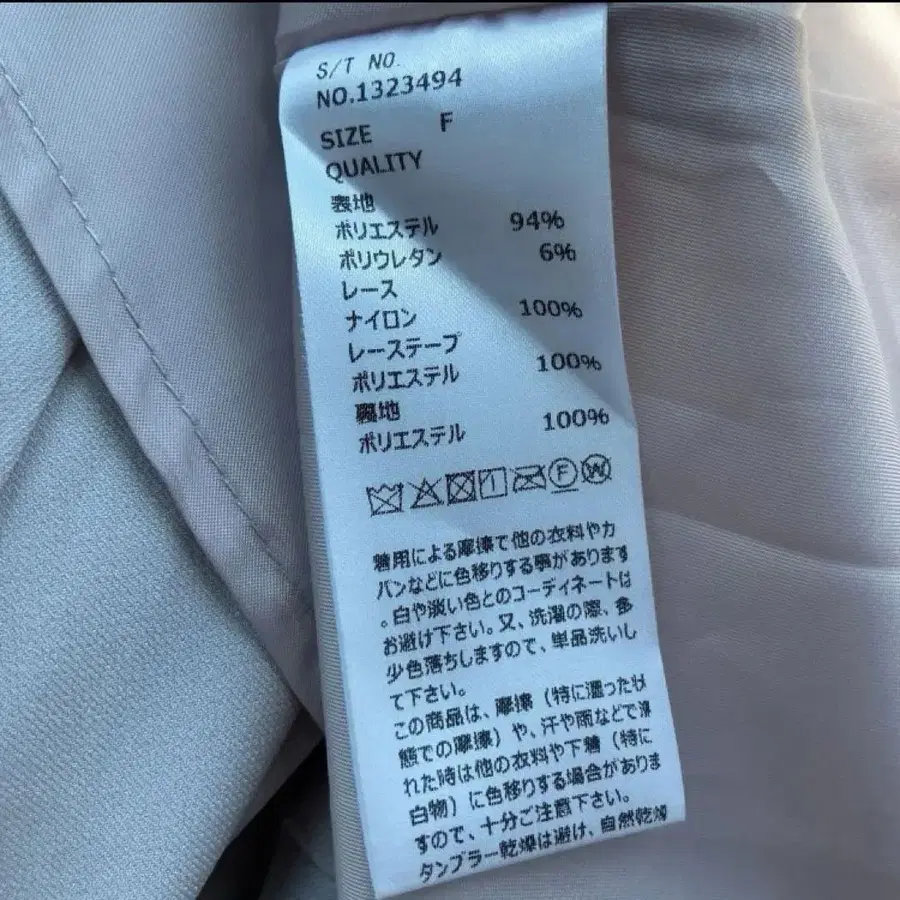 S/T NO.
NO.1323494
SIZE F
QUALITY
表地
ポリエステル 94%
ポリウレタン 6%
レース
ナイロン 100%
レーステープ
ポリエステル 100%
裏地
ポリエステル 100%
F W
着用による摩擦で他の衣料やカ
バンなどに色移りする事があります
。白や淡い色とのコーディネートは
お避け下さい。又、洗濯の際、多
少色落ちしますので、単品洗いし
て下さい。
この商品は、摩擦（特に濡った状
態での摩擦）や、汗や雨などで濡
れた時は他の衣料や下着（特に
白物）に色移りする場合がありま
すので、十分ご注意下さい。
タンブラー乾燥は避け、自然乾燥